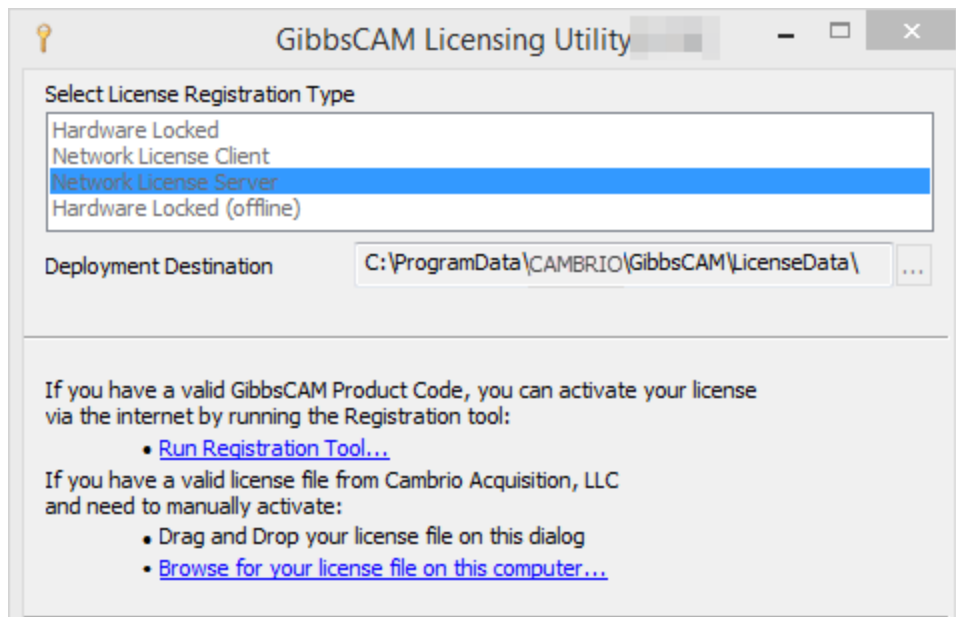 GibbsCAM Licensing Utility
Select License Registration Type
Hardware Locked
Network License Client
Network License Server
Hardware Locked (offline)
Deployment Destination C:\ProgramData\CAMBRIO\GibbsCAM\LicenseData\ ...
If you have a valid GibbsCAM Product Code, you can activate your license
via the internet by running the Registration tool:
• Run Registration Tool...
If you have a valid license file from Cambrio Acquisition, LLC
and need to manually activate:
• Drag and Drop your license file on this dialog
• Browse for your license file on this computer...